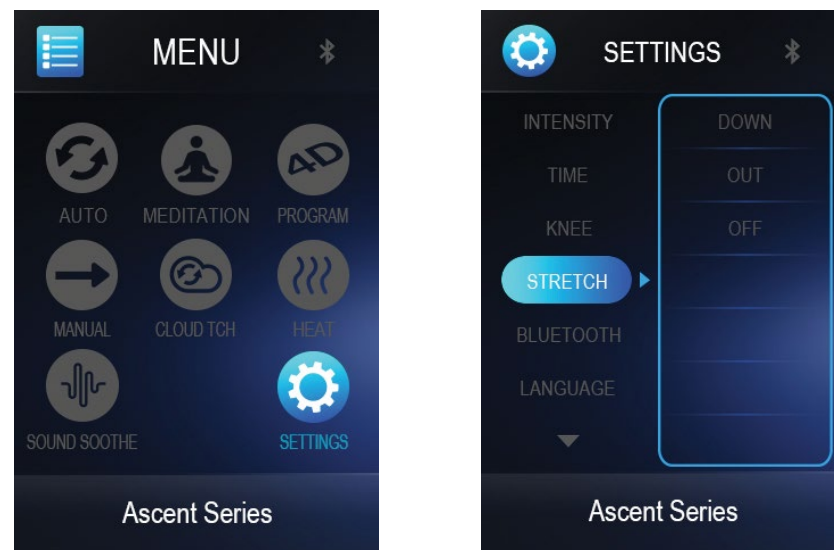 MENU
AUTO
MEDITATION
4D
PROGRAM
MANUAL
CLOUD TCH
HEAT
SOUND SOOTHE
SETTINGS
Ascent Series
SETTINGS
INTENSITY
DOWN
TIME
OUT
KNEE
OFF
STRETCH
BLUETOOTH
LANGUAGE
Ascent Series